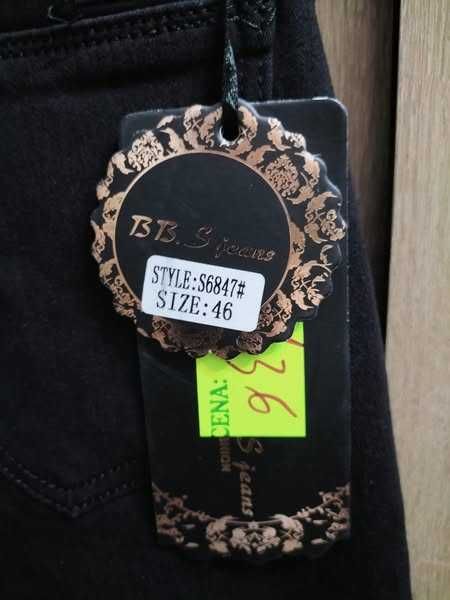 BB.S jeans
STYLE:S6847#
SIZE:46
CENA:
36
S jeans